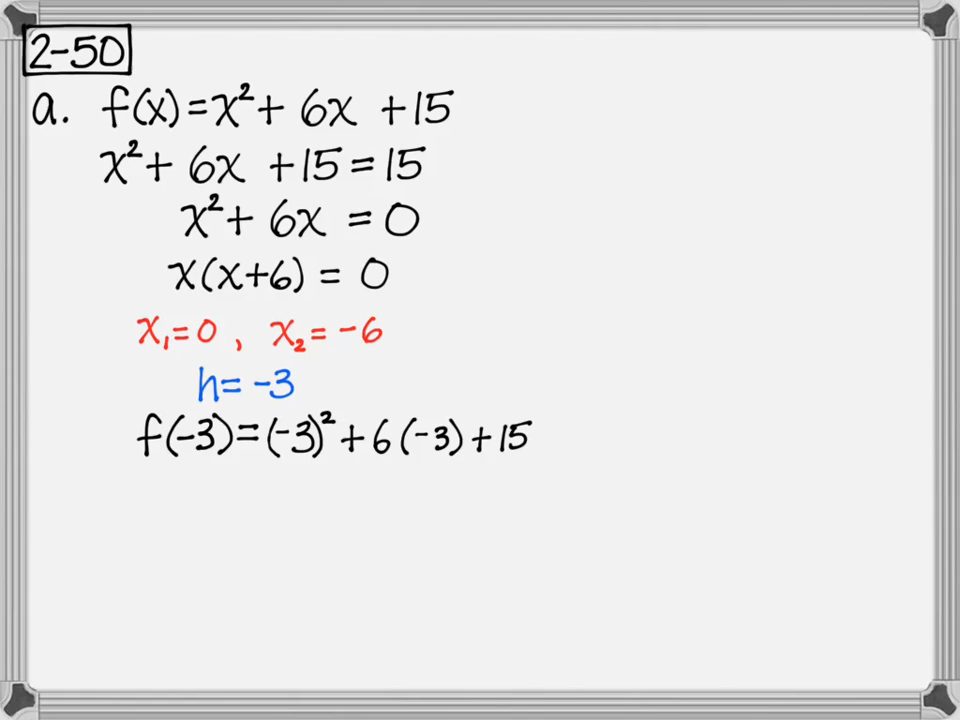 2-50
a. f(x)=x²+ 6x +15
x²+ 6x +15=15
x²+ 6x = 0
x(x+6) = 0
x₁=0 , x₂=-6
h=-3
f(-3)=(-3)²+6(-3)+15